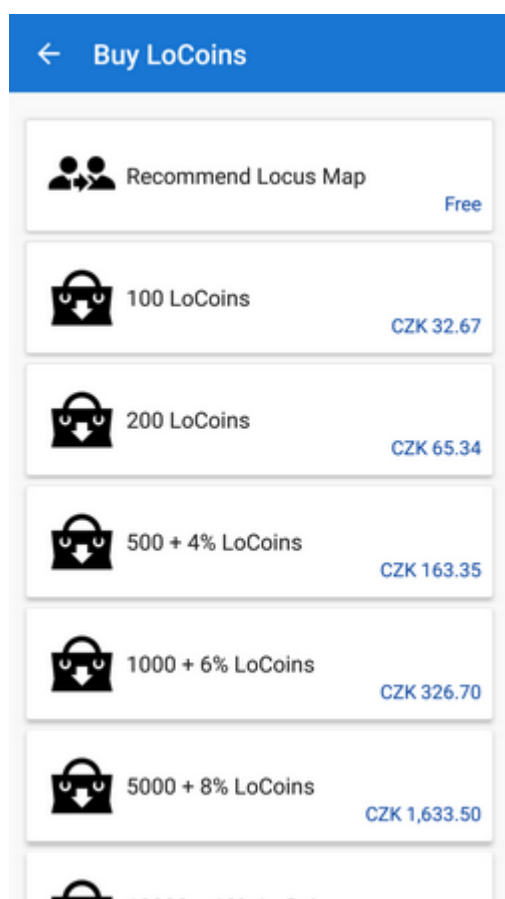 Buy LoCoins
Recommend Locus Map
Free
100 LoCoins
CZK 32.67
200 LoCoins
CZK 65.34
500 + 4% LoCoins
CZK 163.35
1000 + 6% LoCoins
CZK 326.70
5000 + 8% LoCoins
CZK 1,633.50